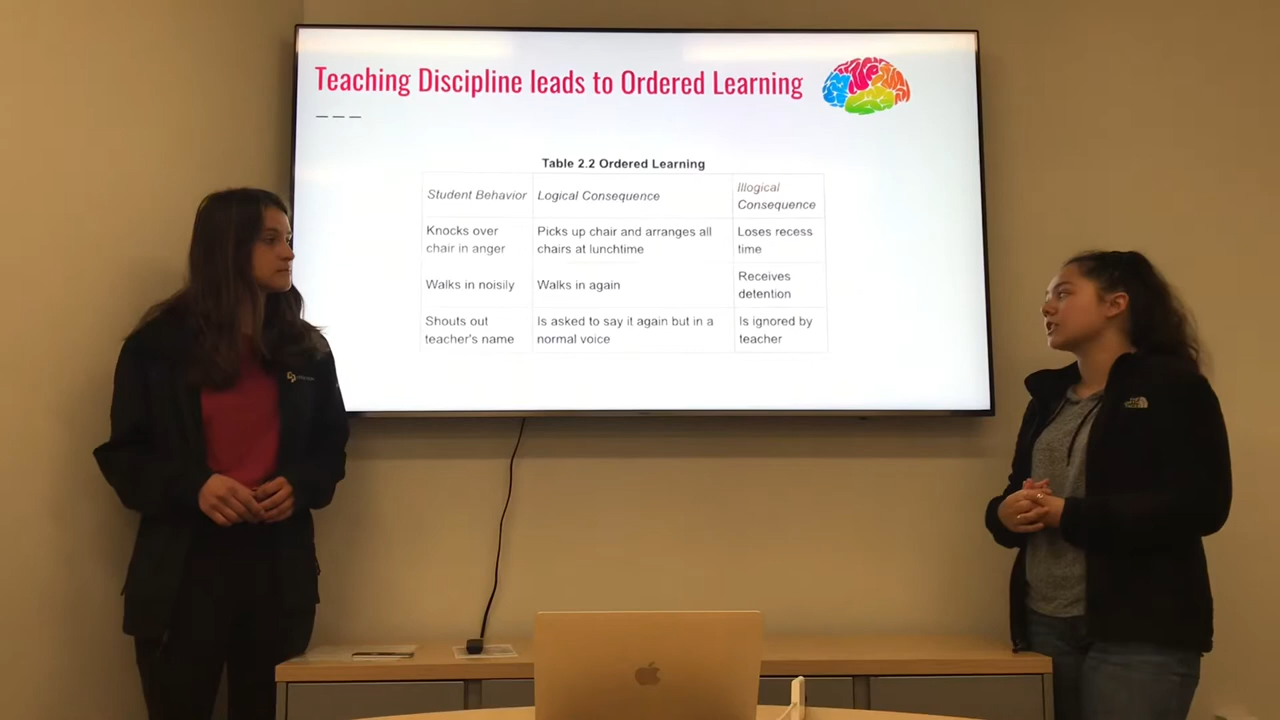 Teaching Discipline leads to Ordered Learning
Table 2.2 Ordered Learning
Student Behavior
Logical Consequence
Illogical
Consequence
Knocks over
chair in anger
Picks up chair and arranges all
chairs at lunchtime
Loses recess
time
Walks in noisily
Walks in again
Receives
detention
Shouts out
teacher's name
Is asked to say it again but in a
normal voice
Is ignored by
teacher